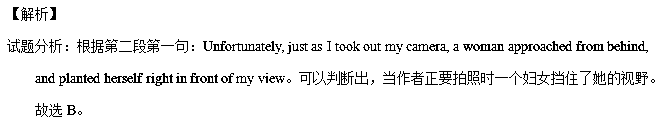 【解析】
试题分析：根据第二段第一句：Unfortunately, just as I took out my camera, a woman approached from behind,
and planted herself right in front of my view。可以判断出，当作者正要拍照时一个妇女挡住了她的视野。
故选 B。